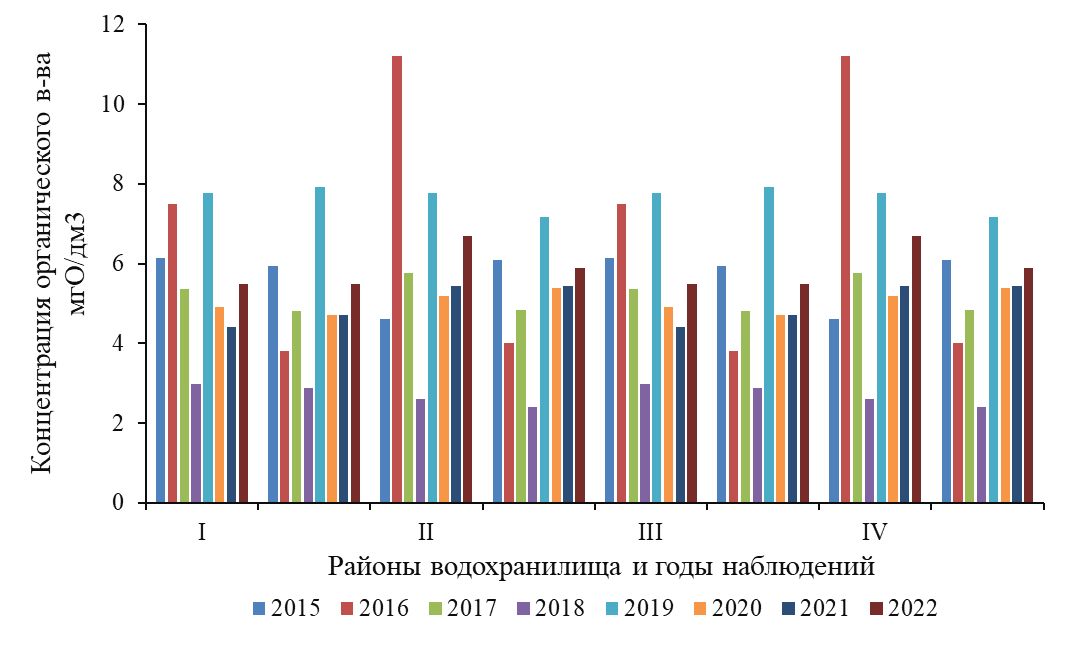 Концентрация органического в-ва
мгО/дм3
12
10
8
6
4
2
0
I II III IV
Районы водохранилища и годы наблюдений
2015 2016 2017 2018 2019 2020 2021 2022